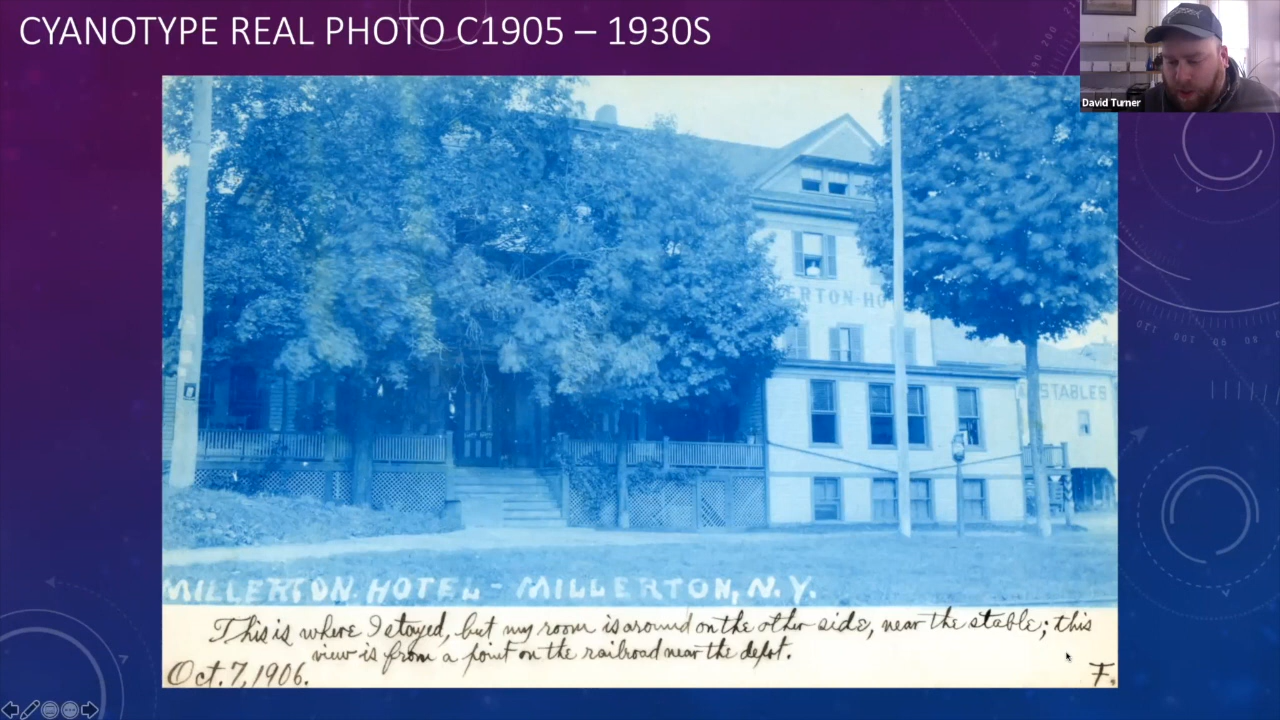 CYANOTYPE REAL PHOTO C1905 – 1930S
David Turner
ERTON HO
STABLES
MILLERTON HOTEL - MILLERTON, N.Y.
This is where I stayed, but my room is around on the other side, near the stable; this
view is from a point on the railroad near the depot.
Oct. 7, 1906.
F.